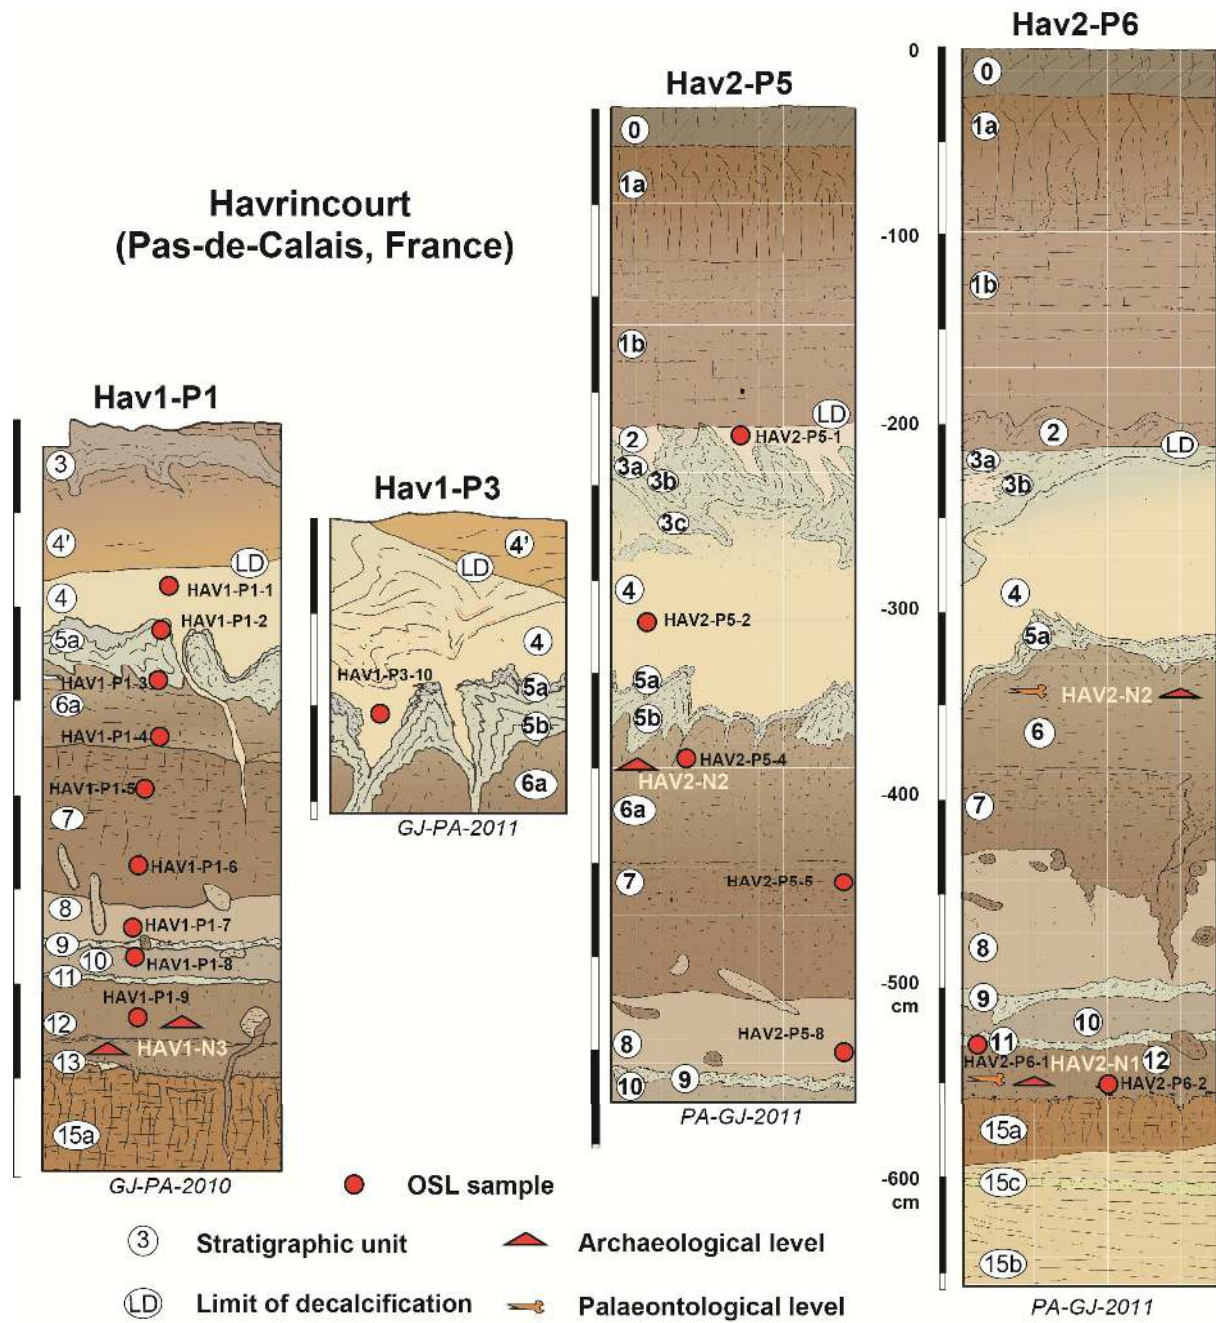 Havrincourt
(Pas-de-Calais, France)
Hav1-P1
3
4'
LD
4
HAV1-P1-1
HAV1-P1-2
5a
HAV1-P1-3
6a
HAV1-P1-4
HAV1-P1-5
7
HAV1-P1-6
8
HAV1-P1-7
9
10
HAV1-P1-8
11
HAV1-P1-9
12
HAV1-N3
13
15a
GJ-PA-2010
Hav1-P3
4'
LD
4
HAV1-P3-10
5a
5b
6a
GJ-PA-2011
Hav2-P5
0
1a
1b
LD
2
HAV2-P5-1
3a
3b
3c
4
HAV2-P5-2
5a
5b
HAV2-P5-4
HAV2-N2
6a
7
HAV2-P5-5
HAV2-P5-8
8
9
10
PA-GJ-2011
Hav2-P6
0
-100
-200
-300
-400
-500
cm
-600
cm
0
1a
1b
2
LD
3a
3b
4
5a
HAV2-N2
6
7
8
9
10
11
HAV2-P6-1
HAV2-N1
12
HAV2-P6-2
15a
15c
15b
PA-GJ-2011
OSL sample
3 Stratigraphic unit
Archaeological level
LD Limit of decalcification
Palaeontological level